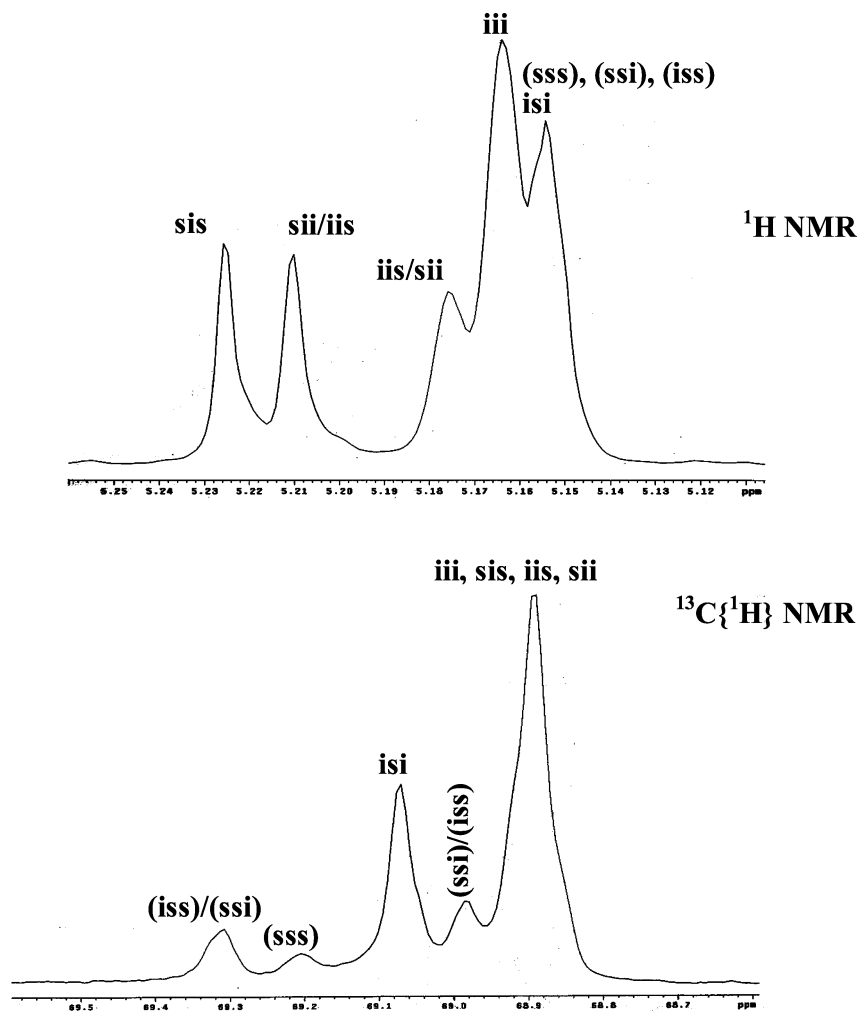 iii
(sss), (ssi), (iss)
isi
¹H NMR
sis
sii/iis
iis/sii
5.25 5.24 5.23 5.22 5.21 5.20 5.19 5.18 5.17 5.16 5.15 5.13 5.12 ppm
iii, sis, iis, sii
¹³C{¹H} NMR
isi
(ssi)/(iss)
(iss)/(ssi)
(sss)
69.5 69.4 69.3 69.2 69.1 69.0 68.9 68.8 68.7 ppm